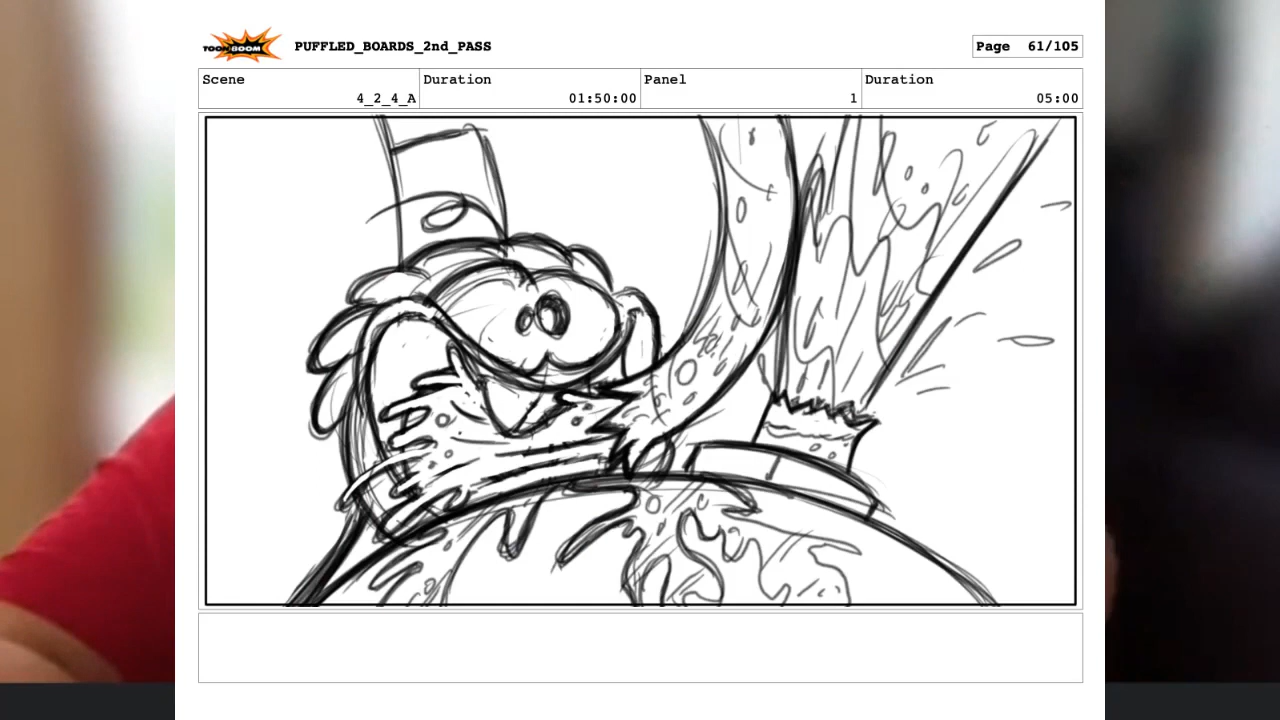 TOON BOOM
PUFFLED_BOARDS_2nd_PASS
Page 61/105
Scene Duration Panel Duration
4_2_4_A 01:50:00 1 05:00